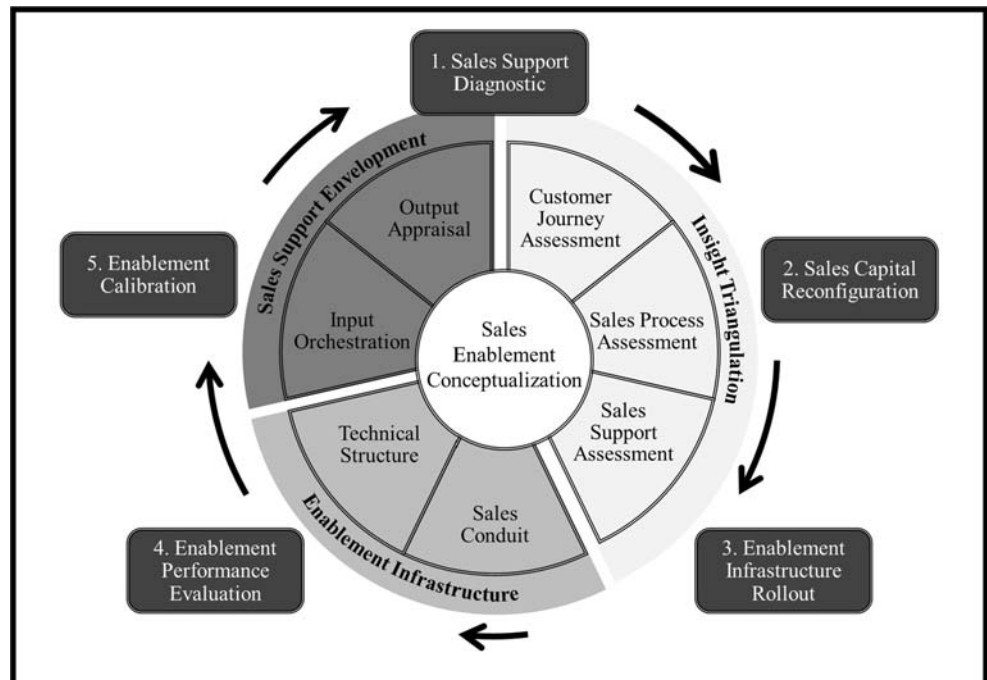 1. Sales Support
Diagnostic
2. Sales Capital
Reconfiguration
3. Enablement
Infrastructure
Rollout
4. Enablement
Performance
Evaluation
5. Enablement
Calibration
Insight Triangulation
Customer
Journey
Assessment
Sales Process
Assessment
Sales
Support
Assessment
Enablement Infrastructure
Sales
Conduit
Technical
Structure
Sales Support Envelopment
Input
Orchestration
Output
Appraisal
Sales
Enablement
Conceptualization